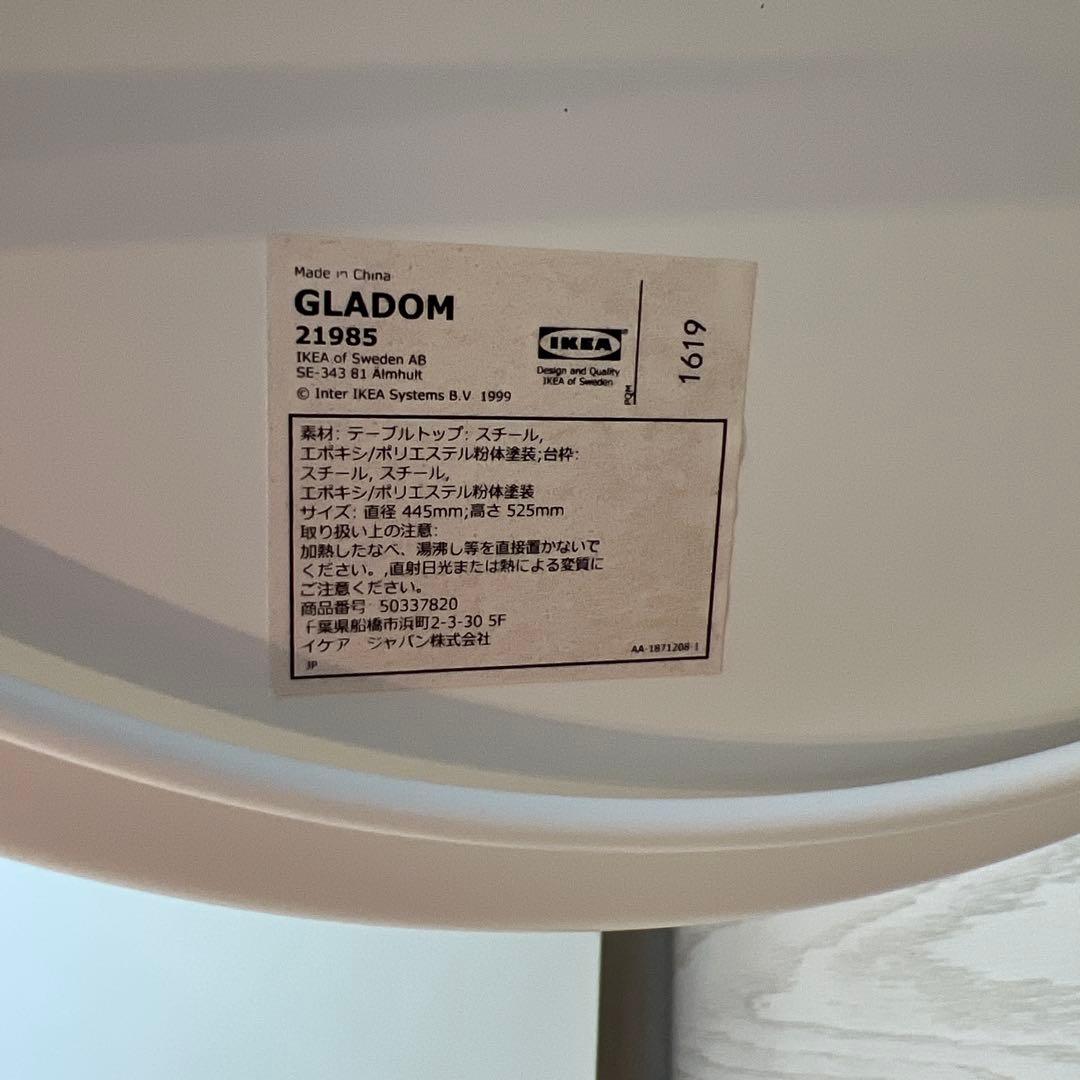 Made in China
GLADOM
21985
IKEA of Sweden AB
SE-343 81 Älmhult
© Inter IKEA Systems B.V 1999
IKEA
Design and Quality
IKEA of Sweden
PQM
1619
素材: テーブルトップ: スチール,
エポキシ/ポリエステル粉体塗装;台枠:
スチール, スチール,
エポキシ/ポリエステル粉体塗装
サイズ: 直径 445mm;高さ 525mm
取り扱い上の注意:
加熱したなべ、湯沸し等を直接置かないで
ください。,直射日光または熱による変質に
ご注意ください。
商品番号 50337820
千葉県船橋市浜町2-3-30 5F
イケア ジャパン株式会社
JP
AA-1871208-1